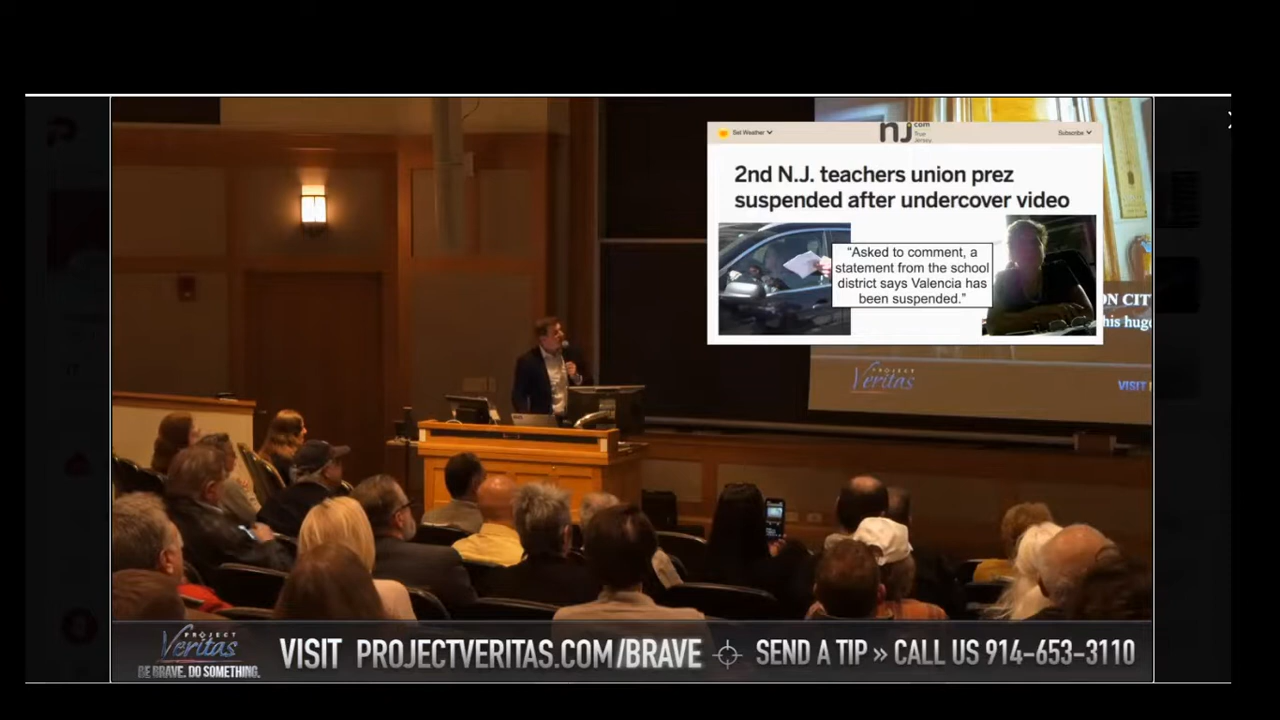 Set Weather
nj
.com
True
Jersey
Subscribe
2nd N.J. teachers union prez
suspended after undercover video
“Asked to comment, a
statement from the school
district says Valencia has
been suspended.”
ON CIT
his hug
PROJECT
Veritas
VISIT
PROJECT
Veritas
BE BRAVE. DO SOMETHING.
VISIT PROJECTVERITAS.COM/BRAVE
SEND A TIP » CALL US 914-653-3110